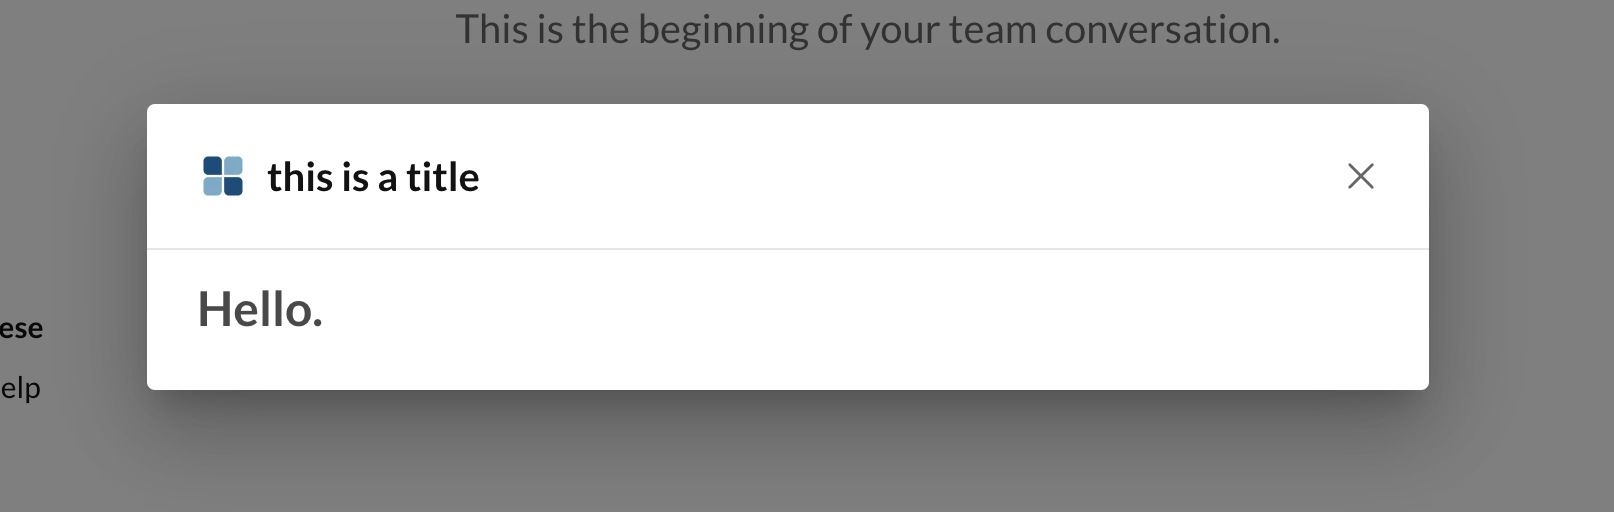 This is the beginning of your team conversation.
this is a title
Hello.
ese
elp